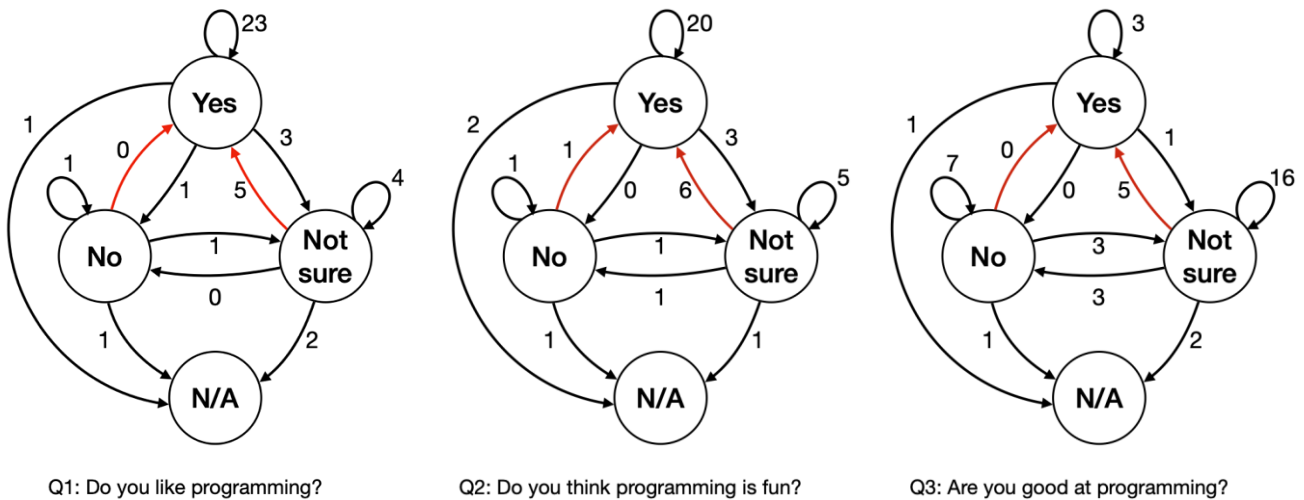 23
Yes
1
3
0
1
1
5
4
No
1
Not
sure
0
1
2
N/A
Q1: Do you like programming?
20
Yes
2
3
1
1
0
6
5
No
1
Not
sure
1
1
1
N/A
Q2: Do you think programming is fun?
3
Yes
1
1
0
7
0
5
16
No
3
Not
sure
3
1
2
N/A
Q3: Are you good at programming?